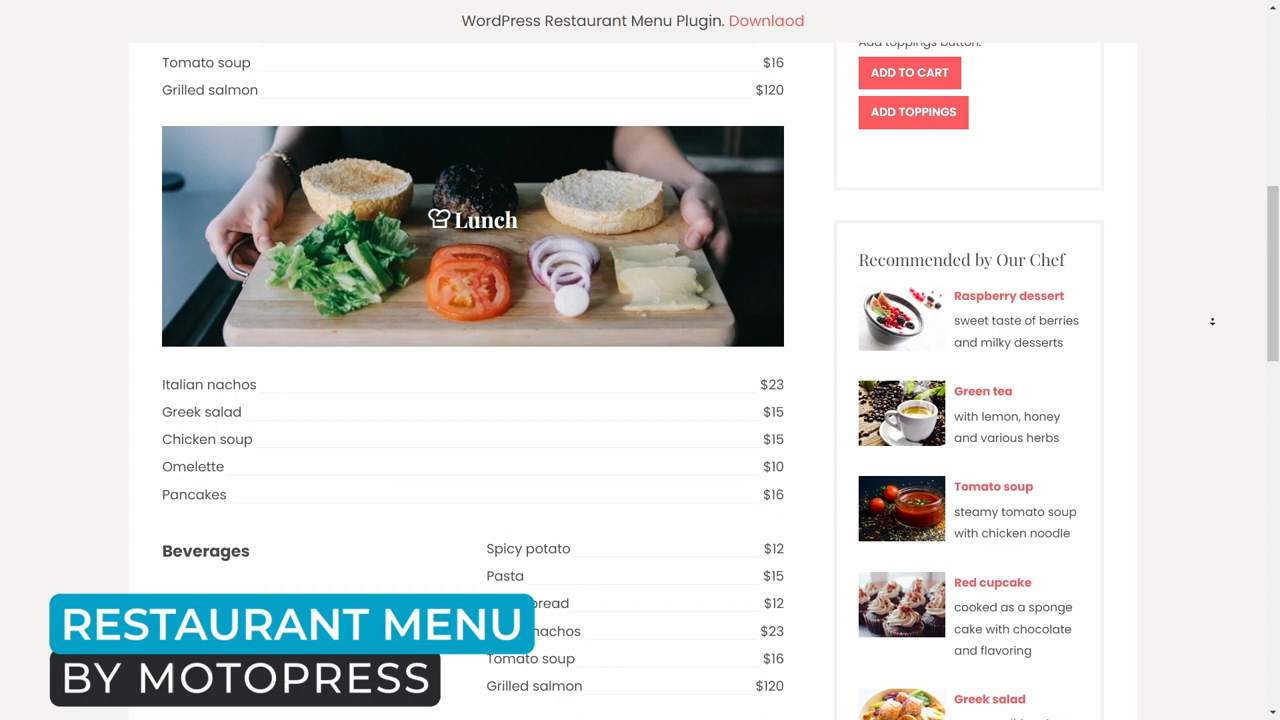 WordPress Restaurant Menu Plugin. Downlaod
Tomato soup $16
Grilled salmon $120
Lunch
Italian nachos $23
Greek salad $15
Chicken soup $15
Omelette $10
Pancakes $16
Beverages
Spicy potato $12
Pasta $15
bread $12
nachos $23
Tomato soup $16
Grilled salmon $120
Add toppings button.
ADD TO CART
ADD TOPPINGS
Recommended by Our Chef
Raspberry dessert
sweet taste of berries
and milky desserts
Green tea
with lemon, honey
and various herbs
Tomato soup
steamy tomato soup
with chicken noodle
Red cupcake
cooked as a sponge
cake with chocolate
and flavoring
Greek salad
RESTAURANT MENU
BY MOTOPRESS